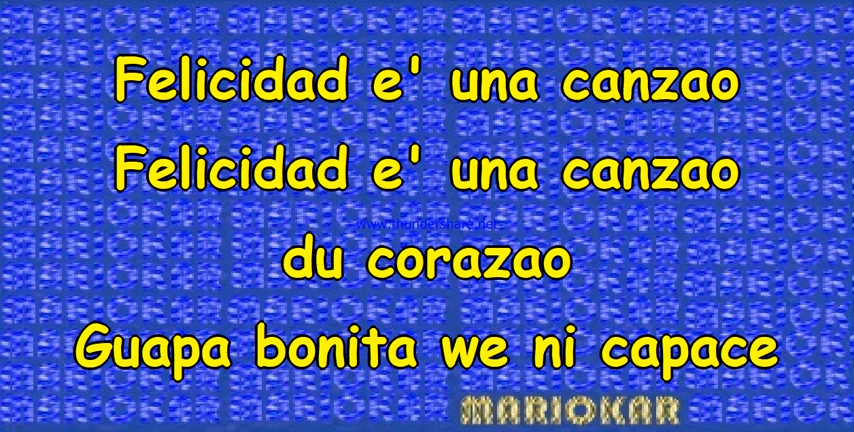 Felicidad e' una canzao
Felicidad e' una canzao
www.thundershare.net
du corazao
Guapa bonita we ni capace
MARIOKAR